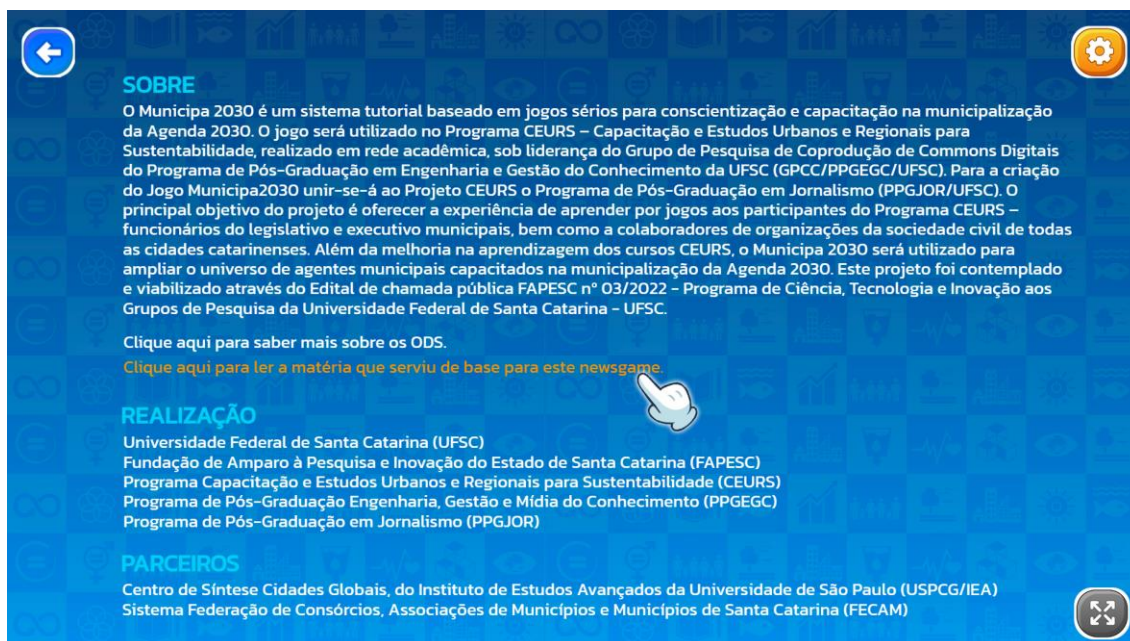 SOBRE
O Municipa 2030 é um sistema tutorial baseado em jogos sérios para conscientização e capacitação na municipalização
da Agenda 2030. O jogo será utilizado no Programa CEURS – Capacitação e Estudos Urbanos e Regionais para
Sustentabilidade, realizado em rede acadêmica, sob liderança do Grupo de Pesquisa de Coprodução de Commons Digitais
do Programa de Pós-Graduação em Engenharia e Gestão do Conhecimento da UFSC (GPCC/PPGEGC/UFSC). Para a criação
do Jogo Municipa2030 unir-se-á ao Projeto CEURS o Programa de Pós-Graduação em Jornalismo (PPGJOR/UFSC). O
principal objetivo do projeto é oferecer a experiência de aprender por jogos aos participantes do Programa CEURS –
funcionários do legislativo e executivo municipais, bem como a colaboradores de organizações da sociedade civil de todas
as cidades catarinenses. Além da melhoria na aprendizagem dos cursos CEURS, o Municipa 2030 será utilizado para
ampliar o universo de agentes municipais capacitados na municipalização da Agenda 2030. Este projeto foi contemplado
e viabilizado através do Edital de chamada pública FAPESC nº 03/2022 – Programa de Ciência, Tecnologia e Inovação aos
Grupos de Pesquisa da Universidade Federal de Santa Catarina – UFSC.
Clique aqui para saber mais sobre os ODS.
Clique aqui para ler a matéria que serviu de base para este newsgame.
REALIZAÇÃO
Universidade Federal de Santa Catarina (UFSC)
Fundação de Amparo à Pesquisa e Inovação do Estado de Santa Catarina (FAPESC)
Programa Capacitação e Estudos Urbanos e Regionais para Sustentabilidade (CEURS)
Programa de Pós-Graduação Engenharia, Gestão e Mídia do Conhecimento (PPGEGC)
Programa de Pós-Graduação em Jornalismo (PPGJOR)
PARCEIROS
Centro de Síntese Cidades Globais, do Instituto de Estudos Avançados da Universidade de São Paulo (USPCG/IEA)
Sistema Federação de Consórcios, Associações de Municípios e Municípios de Santa Catarina (FECAM)